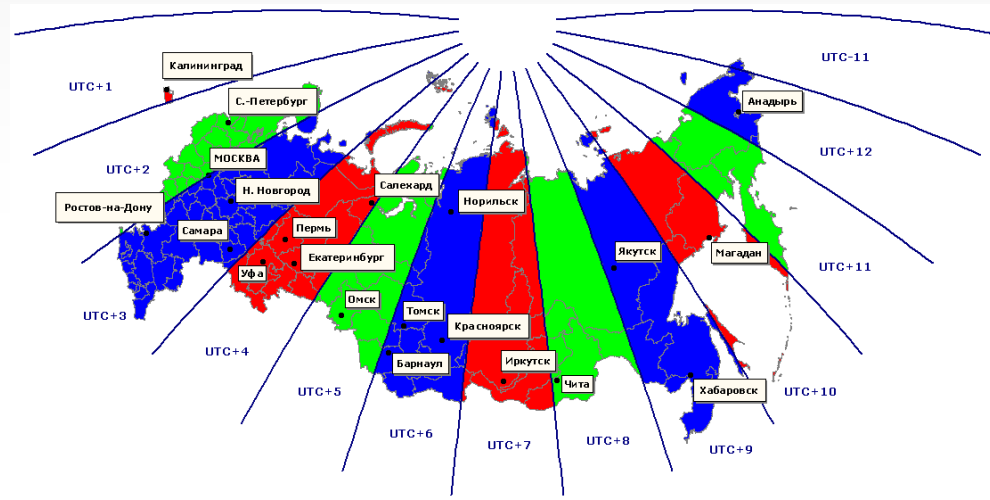 UTC-11
Калининград
UTC+1
С.-Петербург
Анадырь
UTC+12
МОСКВА
UTC+2
Н. Новгород
Салехард
Ростов-на-Дону
Норильск
Самара
Пермь
Якутск
Магадан
Екатеринбург
Уфа
UTC+11
Омск
Томск
UTC+3
Красноярск
UTC+4
Барнаул
Иркутск
Чита
Хабаровск
UTC+10
UTC+5
UTC+6
UTC+7
UTC+8
UTC+9